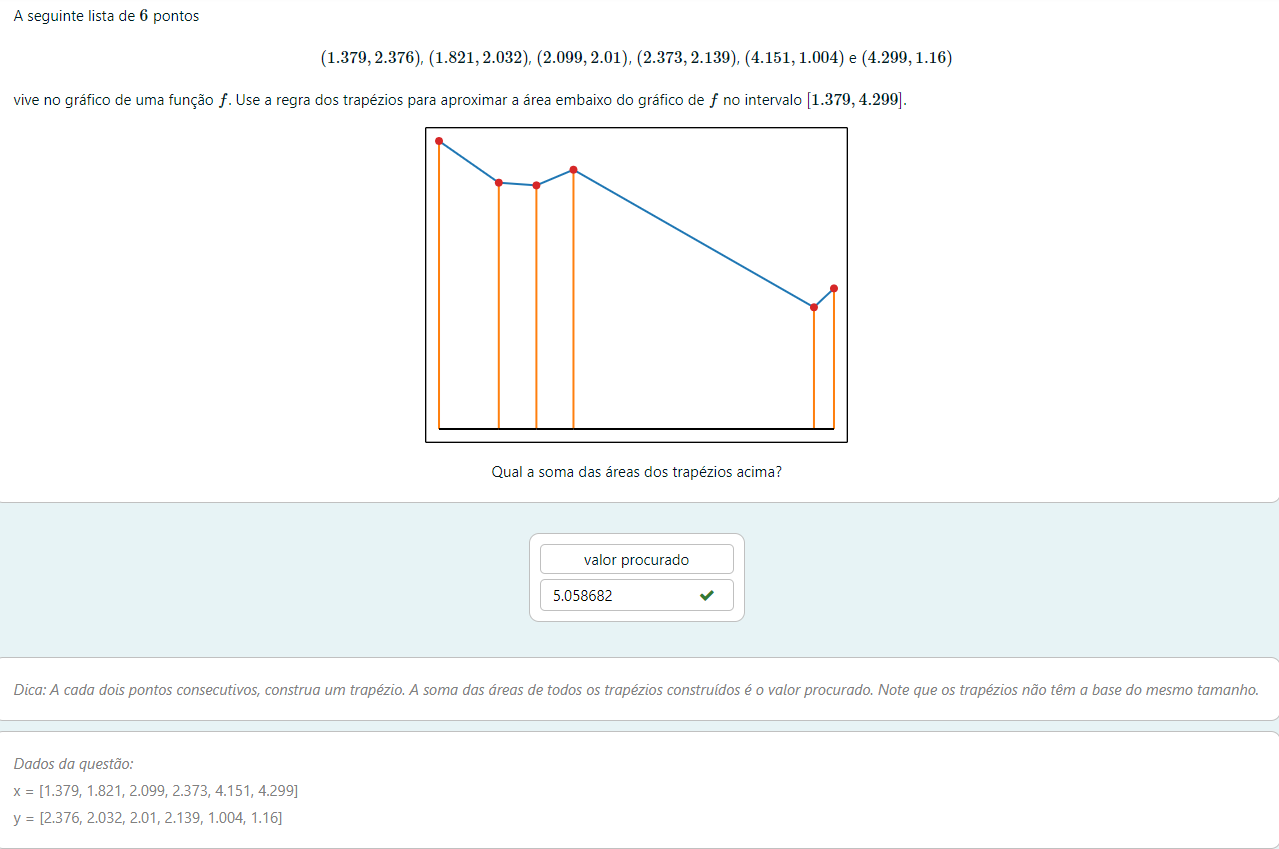 A seguinte lista de 6 pontos
(1.379, 2.376), (1.821, 2.032), (2.099, 2.01), (2.373, 2.139), (4.151, 1.004) e (4.299, 1.16)
vive no gráfico de uma função f. Use a regra dos trapézios para aproximar a área embaixo do gráfico de f no intervalo [1.379, 4.299].
Qual a soma das áreas dos trapézios acima?
valor procurado
5.058682
Dica: A cada dois pontos consecutivos, construa um trapézio. A soma das áreas de todos os trapézios construídos é o valor procurado. Note que os trapézios não têm a base do mesmo tamanho.
Dados da questão:
x = [1.379, 1.821, 2.099, 2.373, 4.151, 4.299]
y = [2.376, 2.032, 2.01, 2.139, 1.004, 1.16]